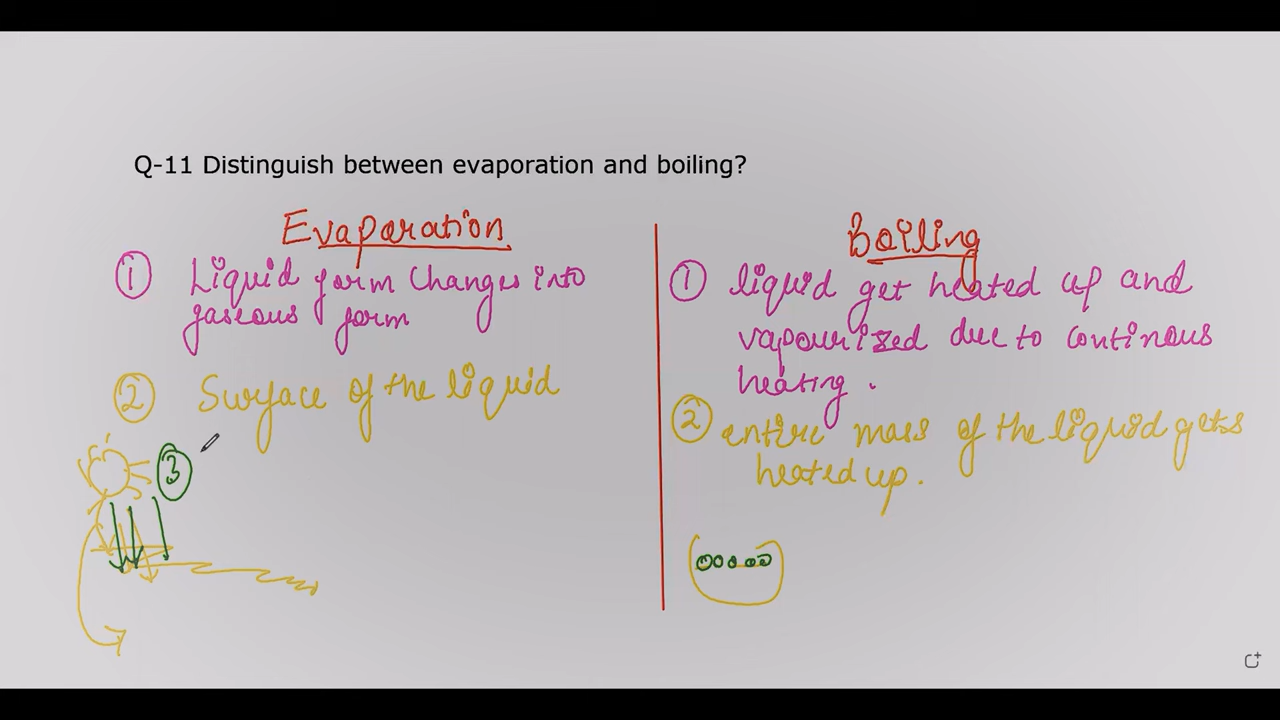 Q-11 Distinguish between evaporation and boiling?
Evaparation
① Liquid form Changes into
gaseous form
② Surface of the liquid
③
Boiling
① liquid get heated up and
vapourized due to continous
heating.
② entire mass of the liquid gets
heated up.